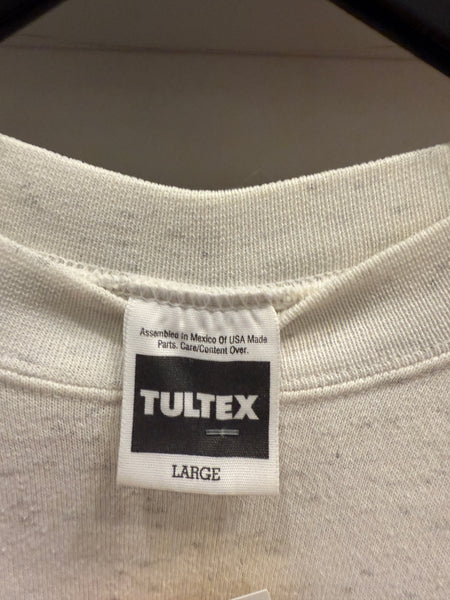 Assembled In Mexico Of USA Made
Parts. Care/Content Over.
TULTEX
LARGE